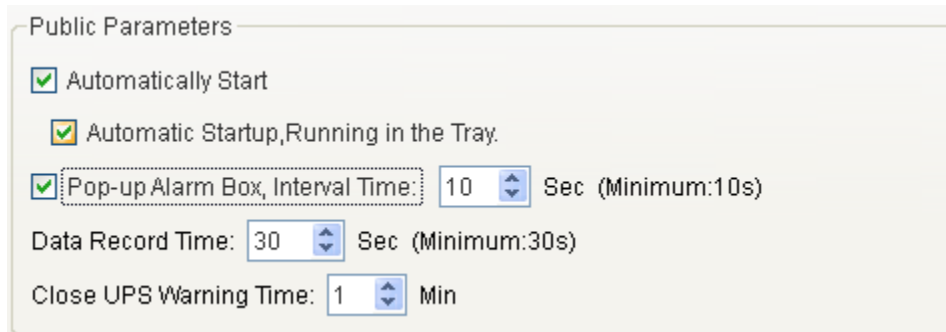 Public Parameters
Automatically Start
Automatic Startup,Running in the Tray.
Pop-up Alarm Box, Interval Time: 10 Sec (Minimum:10s)
Data Record Time: 30 Sec (Minimum:30s)
Close UPS Warning Time: 1 Min